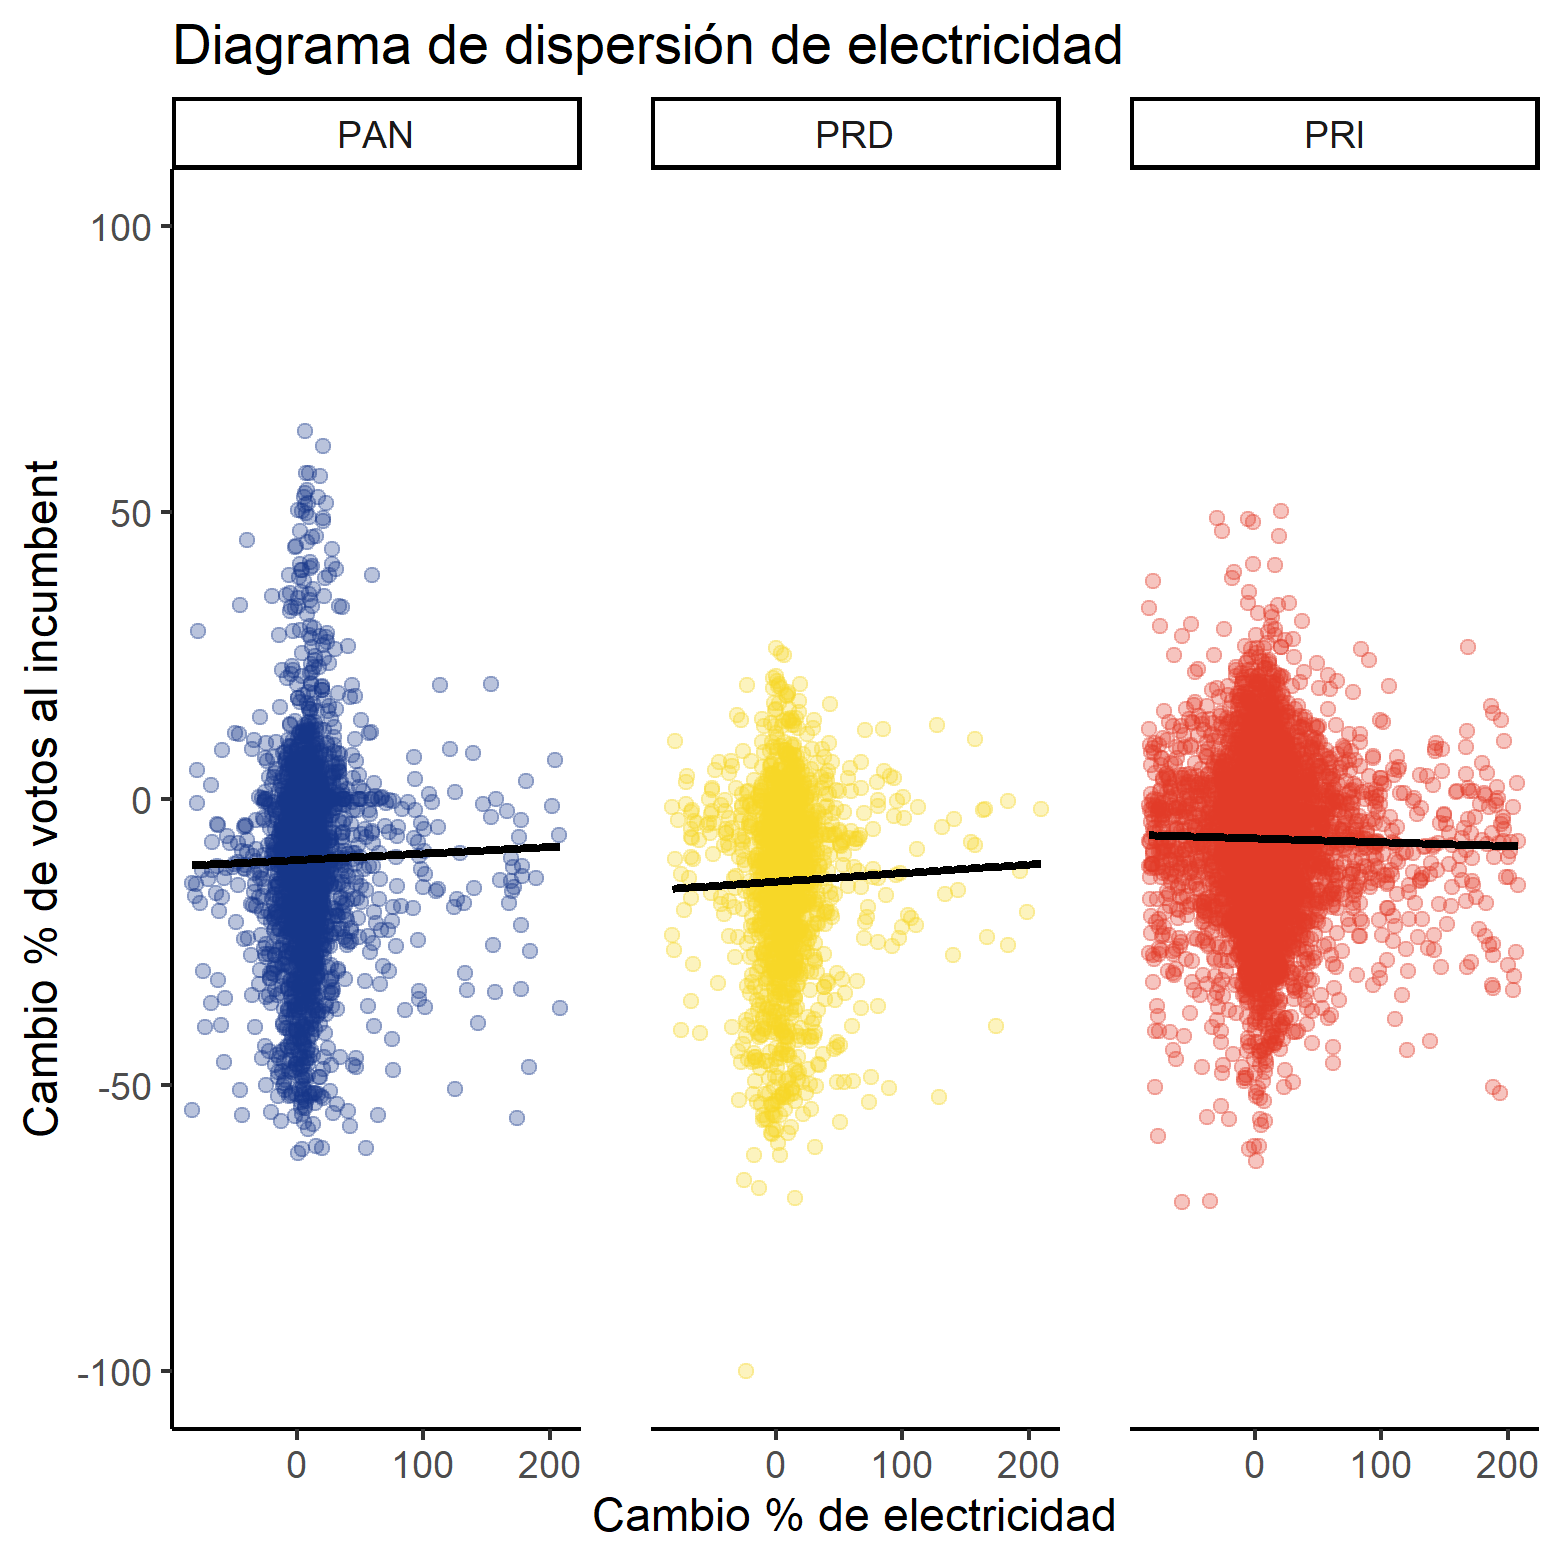 Diagrama de dispersión de electricidad
PAN PRD PRI
Cambio % de votos al incumbent
100
50
0
-50
-100
0 100 200 0 100 200 0 100 200
Cambio % de electricidad